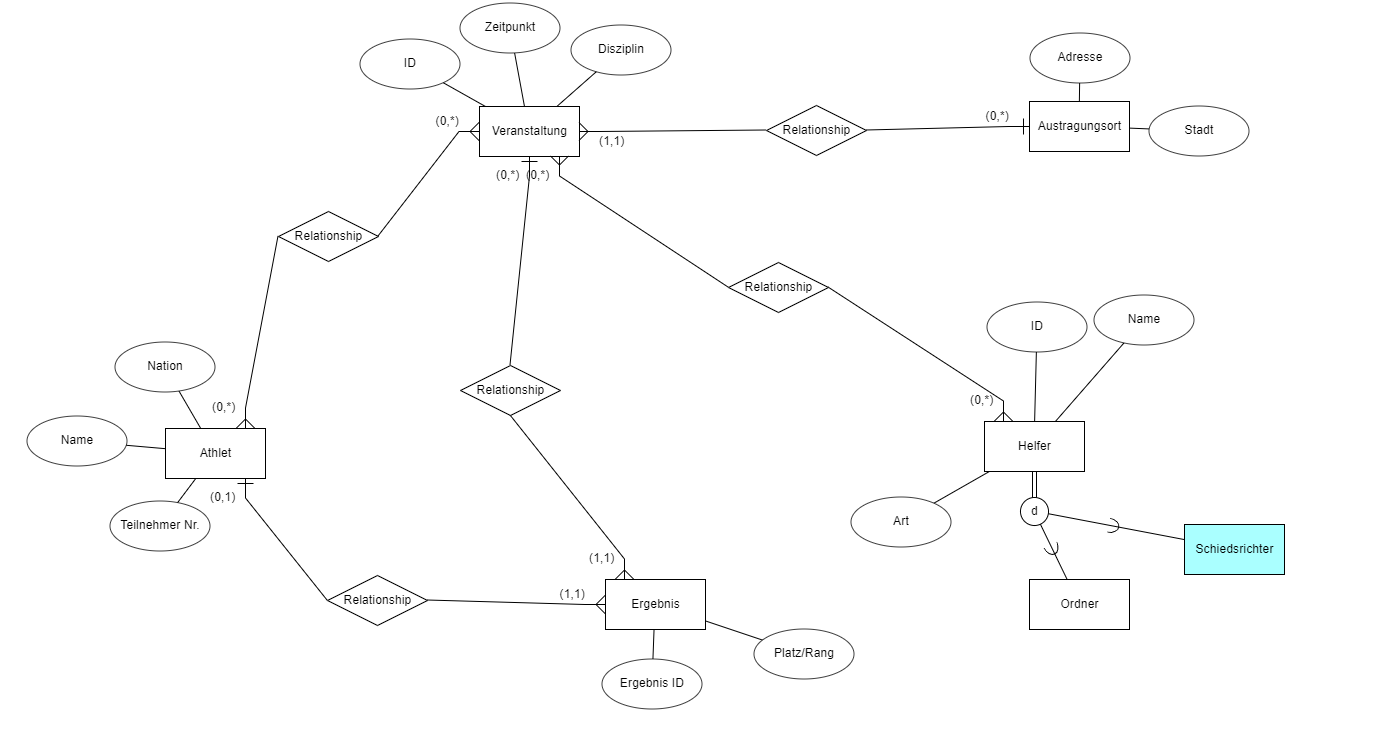 Zeitpunkt
Disziplin
ID
Adresse
(0,*)
Veranstaltung
(1,1)
Relationship
(0,*)
Austragungsort
Stadt
(0,*)
(0,*)
Relationship
Relationship
ID
Name
Nation
Relationship
(0,*)
(0,*)
Name
Athlet
Helfer
(0,1)
Teilnehmer Nr.
Art
d
Schiedsrichter
(1,1)
(1,1)
Relationship
Ergebnis
Ordner
Platz/Rang
Ergebnis ID